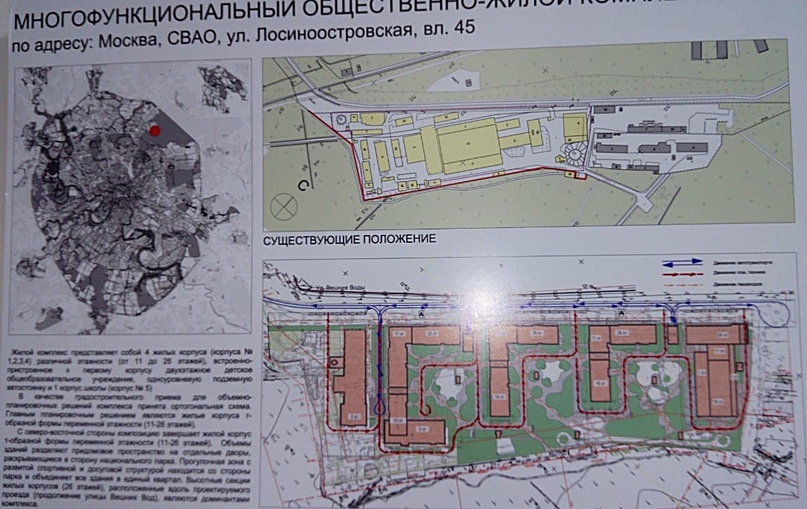 МНОГОФУНКЦИОНАЛЬНЫЙ ОБЩЕСТВЕННО-ЖИЛОЙ
по адресу: Москва, СВАО, ул. Лосиноостровская, вл. 45
СУЩЕСТВУЮЩИЕ ПОЛОЖЕНИЕ
Движение автотранспорта
Движение пож. техники
Движение пешеходов
ул. Вешних Воды
Жилой комплекс представляет собой 4 жилых корпуса (корпуса №
1,2,3,4) различной этажности (от 11 до 26 этажей), встроенно-
пристроенное к первому корпусу двухэтажное детское
общеобразовательное учреждение, одноуровневую подземную
автостоянку и 1 корпус школы (корпус № 5)
В качестве градостроительного приема для объемно-
планировочных решений комплекса принята ортогональная схема.
Главным планировочным решением является жилые корпуса г-
образной формы переменной этажности (11-26 этажей).
С северо-восточной стороны композицию завершает жилой корпус
т-образной формы переменной этажности (11-26 этажей). Объемы
зданий разделяют придомовое пространство на отдельные дворы,
раскрывающиеся в сторону национального парка. Прогулочная зона с
развитой спортивной и досуговой структурой находится со стороны
парка и объединяет все здания в единый квартал. Высотные секции
жилых корпусов (26 этажей), расположенные вдоль проектируемого
проезда (продолжение улицы Вешних Вод), являются доминантами
комплекса.